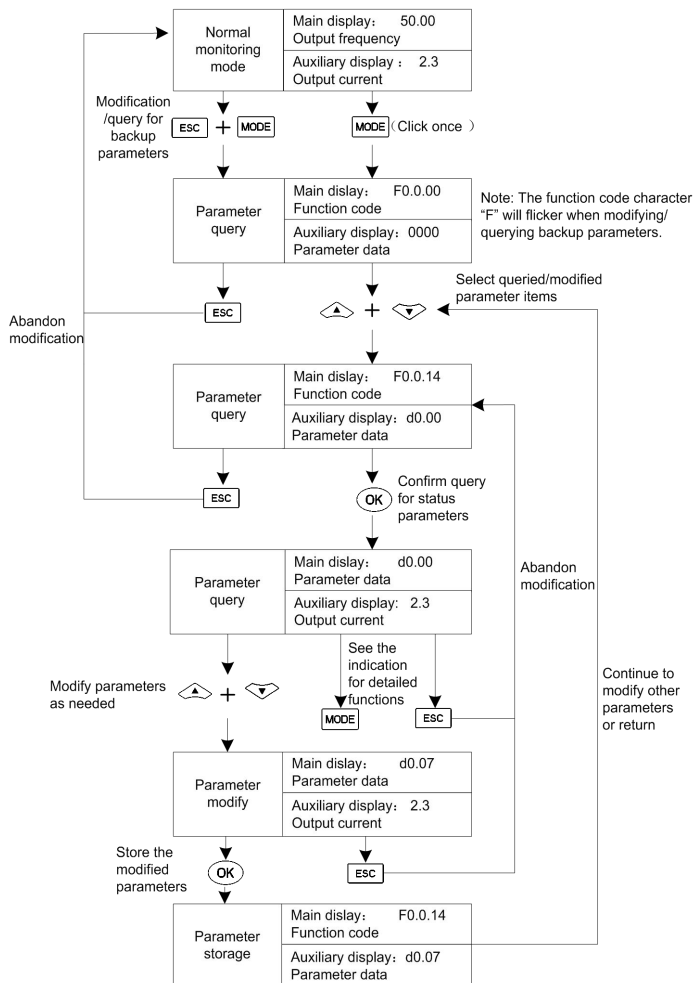 Normal
monitoring
mode
Main display： 50.00
Output frequency
Auxiliary display： 2.3
Output current
Modification
/query for
backup
parameters
ESC + MODE
MODE（Click once ）
Parameter
query
Main dislay： F0.0.00
Function code
Auxiliary display：0000
Parameter data
Note: The function code character
“F” will flicker when modifying/
querying backup parameters.
ESC
Select queried/modified
parameter items
+
Abandon
modification
Parameter
query
Main dislay： F0.0.14
Function code
Auxiliary display：d0.00
Parameter data
ESC
OK
Confirm query
for status
parameters
Parameter
query
Main dislay： d0.00
Parameter data
Auxiliary display: 2.3
Output current
Abandon
modification
Modify parameters
as needed
+
See the
indication
for detailed
functions
MODE
ESC
Continue to
modify other
parameters
or return
Parameter
modify
Main dislay： d0.07
Parameter data
Auxiliary display：2.3
Output current
Store the
modified
parameters
OK
ESC
Parameter
storage
Main dislay： F0.0.14
Function code
Auxiliary display：d0.07
Parameter data